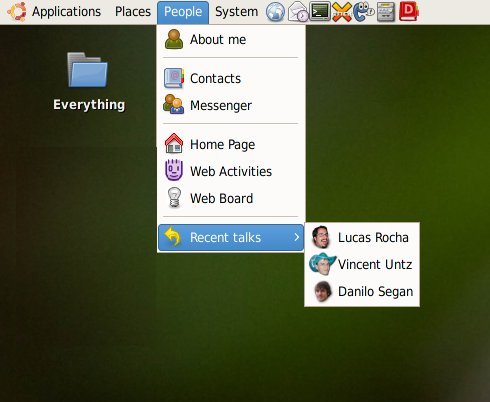 Applications Places People System
About me
Everything
Contacts
Messenger
Home Page
Web Activities
Web Board
Recent talks
Lucas Rocha
Vincent Untz
Danilo Segan